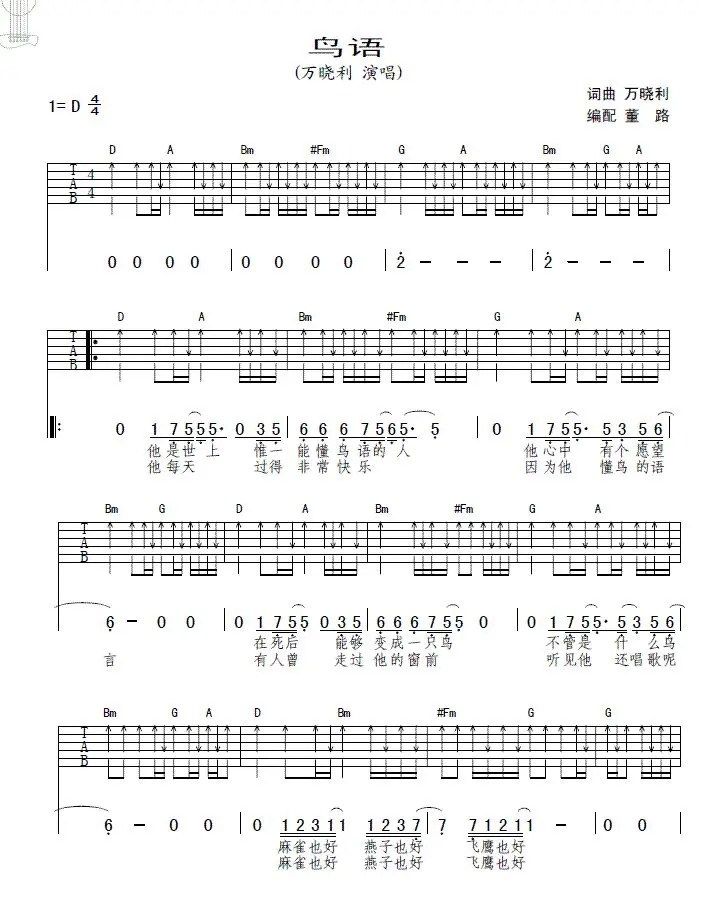 鸟语
(万晓利 演唱)
1= D 4/4
词曲 万晓利
编配 董 路
D A Bm #Fm G A Bm G A
T A B 4 4
0 0 0 0 | 0 0 0 0 | 2 − − − | 2 − − −
D A Bm #Fm G A
T A B
0 1 7 5 5 5 5· 0 3 5 | 6 6 6 7 5 6 5· 5 | 0 1 7 5 5 5· 5 3 5 6
他是世上 惟一 能懂鸟语的人 他心中 有个愿望
他每天 过得 非常快乐 因为他 懂鸟的语
Bm G D A Bm #Fm G A
T A B
6 − 0 0 | 0 1 7 5 5 0 3 5 | 6 6 6 6 7 5 5 0 | 0 1 7 5 5· 5 3 5 6
在死后 能够 变成一只鸟 不管是 什么鸟
言 有人曾 走过 他的窗前 听见他 还唱歌呢
Bm G A D Bm #Fm G
T A B
6 − 0 0 | 0 1 2 3 1 1 1 2 3 7 | 7 7 1 2 1 1 − 0
麻雀也好 燕子也好 飞鹰也好
麻雀也好 燕子也好 飞鹰也好